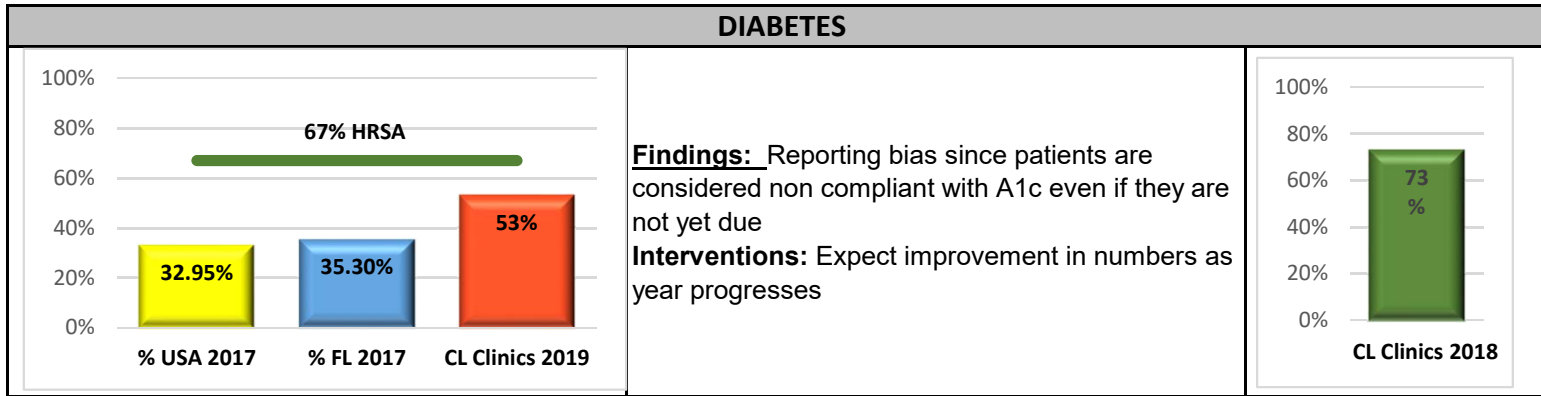 DIABETES
100%
80%
60%
40%
20%
0%
67% HRSA
32.95%
35.30%
53%
% USA 2017
% FL 2017
CL Clinics 2019
Findings: Reporting bias since patients are
considered non compliant with A1c even if they are
not yet due
Interventions: Expect improvement in numbers as
year progresses
100%
80%
60%
40%
20%
0%
73
%
CL Clinics 2018